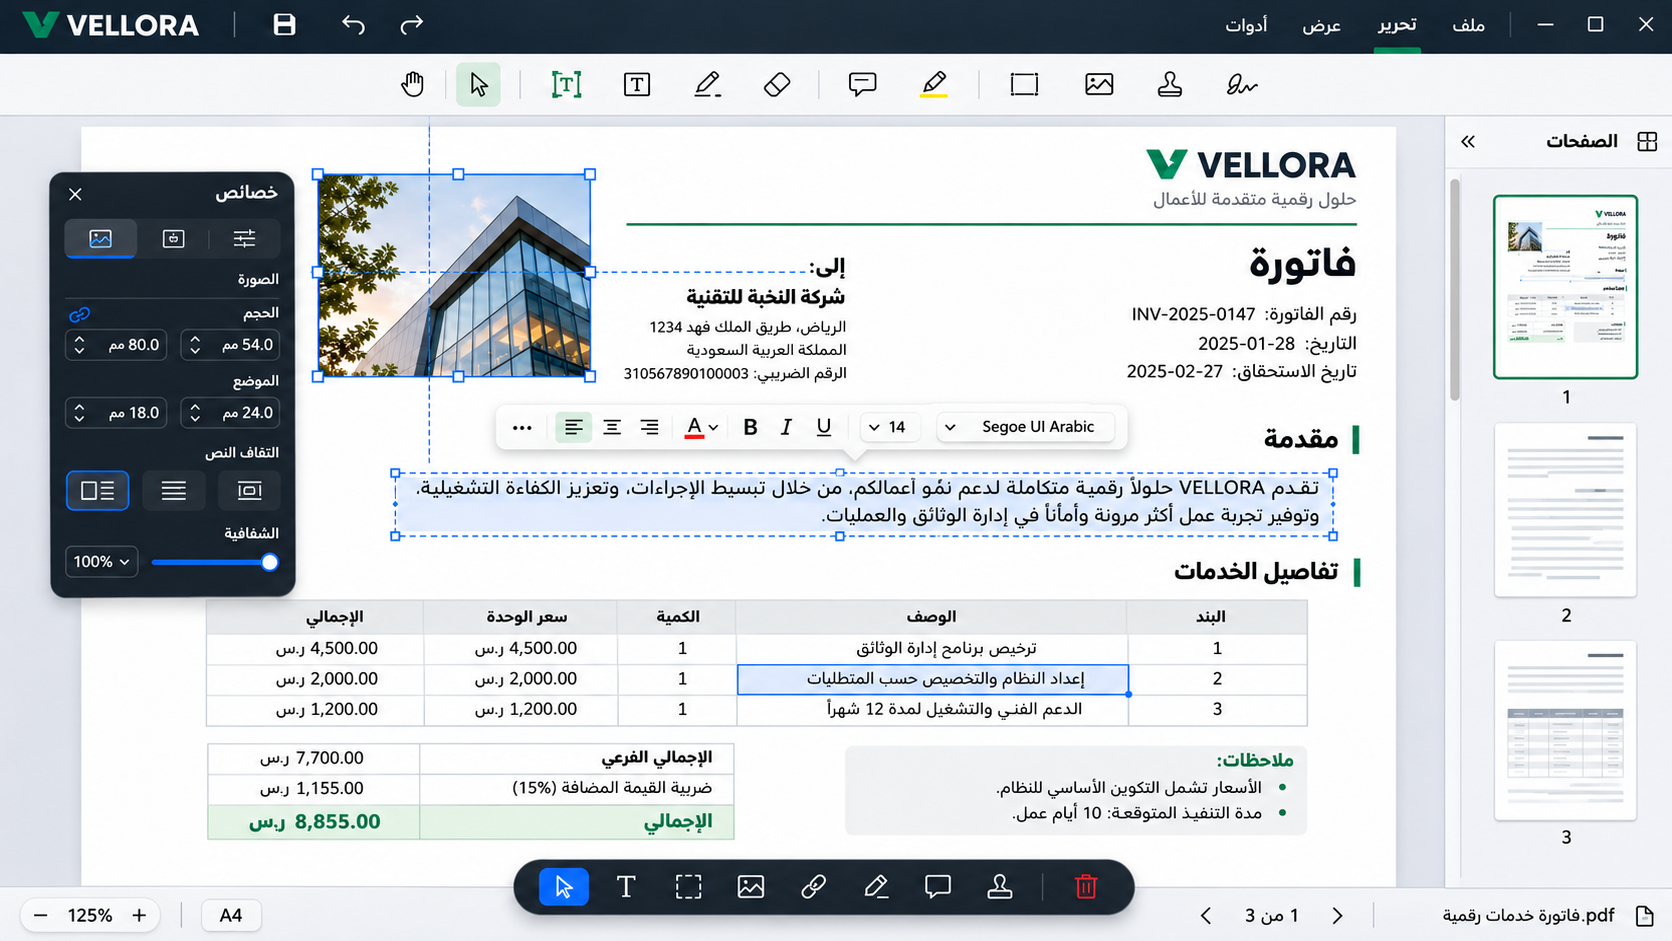 VELLORA
ملف
تحرير
عرض
أدوات
الصفحات
1
2
3
خصائص
الصورة
الحجم
54.0 مم
80.0 مم
الموضع
24.0 مم
18.0 مم
التفاف النص
الشفافية
100%
VELLORA
حلول رقمية متقدمة للأعمال
فاتورة
رقم الفاتورة: INV-2025-0147
التاريخ: 2025-01-28
تاريخ الاستحقاق: 2025-02-27
إلى:
شركة النخبة للتقنية
الرياض، طريق الملك فهد 1234
المملكة العربية السعودية
الرقم الضريبي: 310567890100003
Segoe UI Arabic
14
U
I
B
A
مقدمة
تقدم VELLORA حلولاً رقمية متكاملة لدعم نمُو أعمالكم، من خلال تبسيط الإجراءات، وتعزيز الكفاءة التشغيلية،
وتوفير تجربة عمل أكثر مرونة وأماناً في إدارة الوثائق والعمليات.
تفاصيل الخدمات
البند الوصف الكمية سعر الوحدة الإجمالي
1 ترخيص برنامج إدارة الوثائق 1 4,500.00 ر.س 4,500.00 ر.س
2 إعداد النظام والتخصيص حسب المتطلبات 1 2,000.00 ر.س 2,000.00 ر.س
3 الدعم الفني والتشغيل لمدة 12 شهراً 1 1,200.00 ر.س 1,200.00 ر.س
الإجمالي الفرعي 7,700.00 ر.س
ضريبة القيمة المضافة (15%) 1,155.00 ر.س
الإجمالي 8,855.00 ر.س
ملاحظات:
• الأسعار تشمل التكوين الأساسي للنظام.
• مدة التنفيذ المتوقعة: 10 أيام عمل.
T
فاتورة خدمات رقمية.pdf
1 من 3
A4
125%